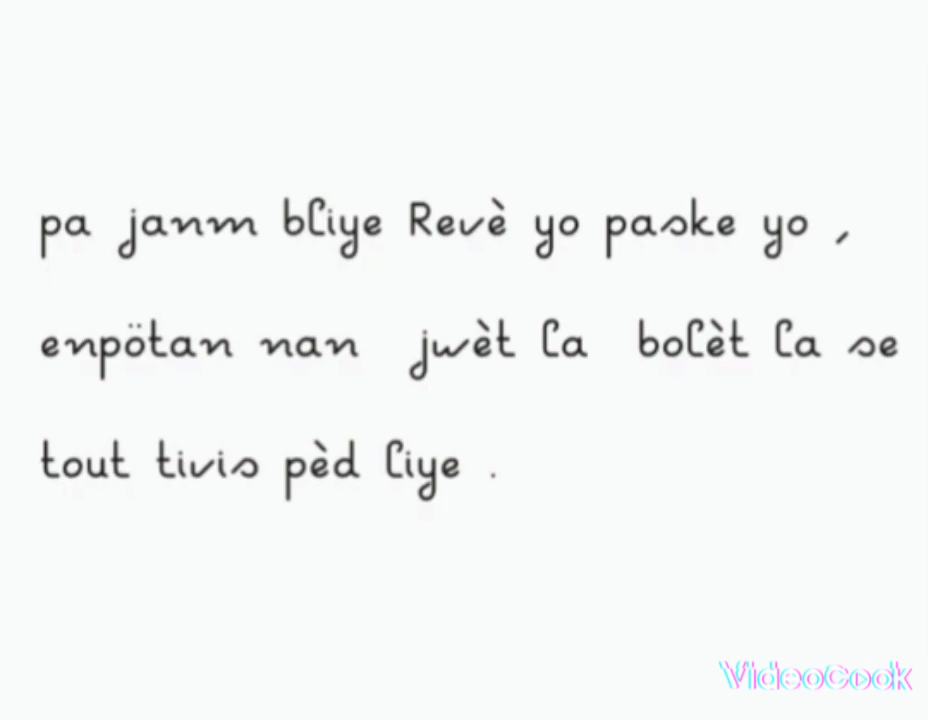 pa janm bliye Revè yo paske yo ,
enpötan nan jwèt la bolèt la se
tout tivis pèd liye .
VideoCook